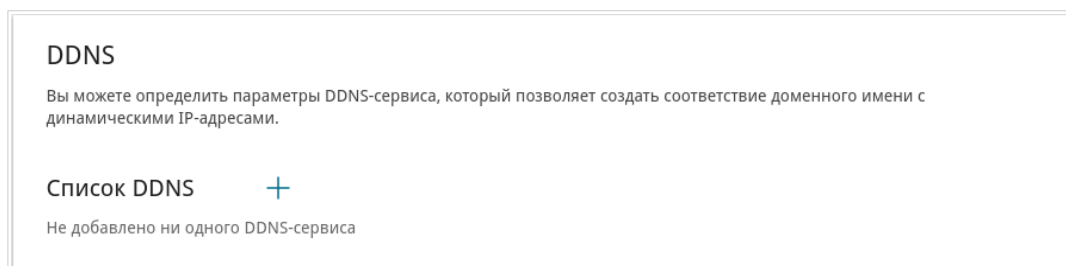 DDNS
Вы можете определить параметры DDNS-сервиса, который позволяет создать соответствие доменного имени с
динамическими IP-адресами.
Список DDNS
Не добавлено ни одного DDNS-сервиса